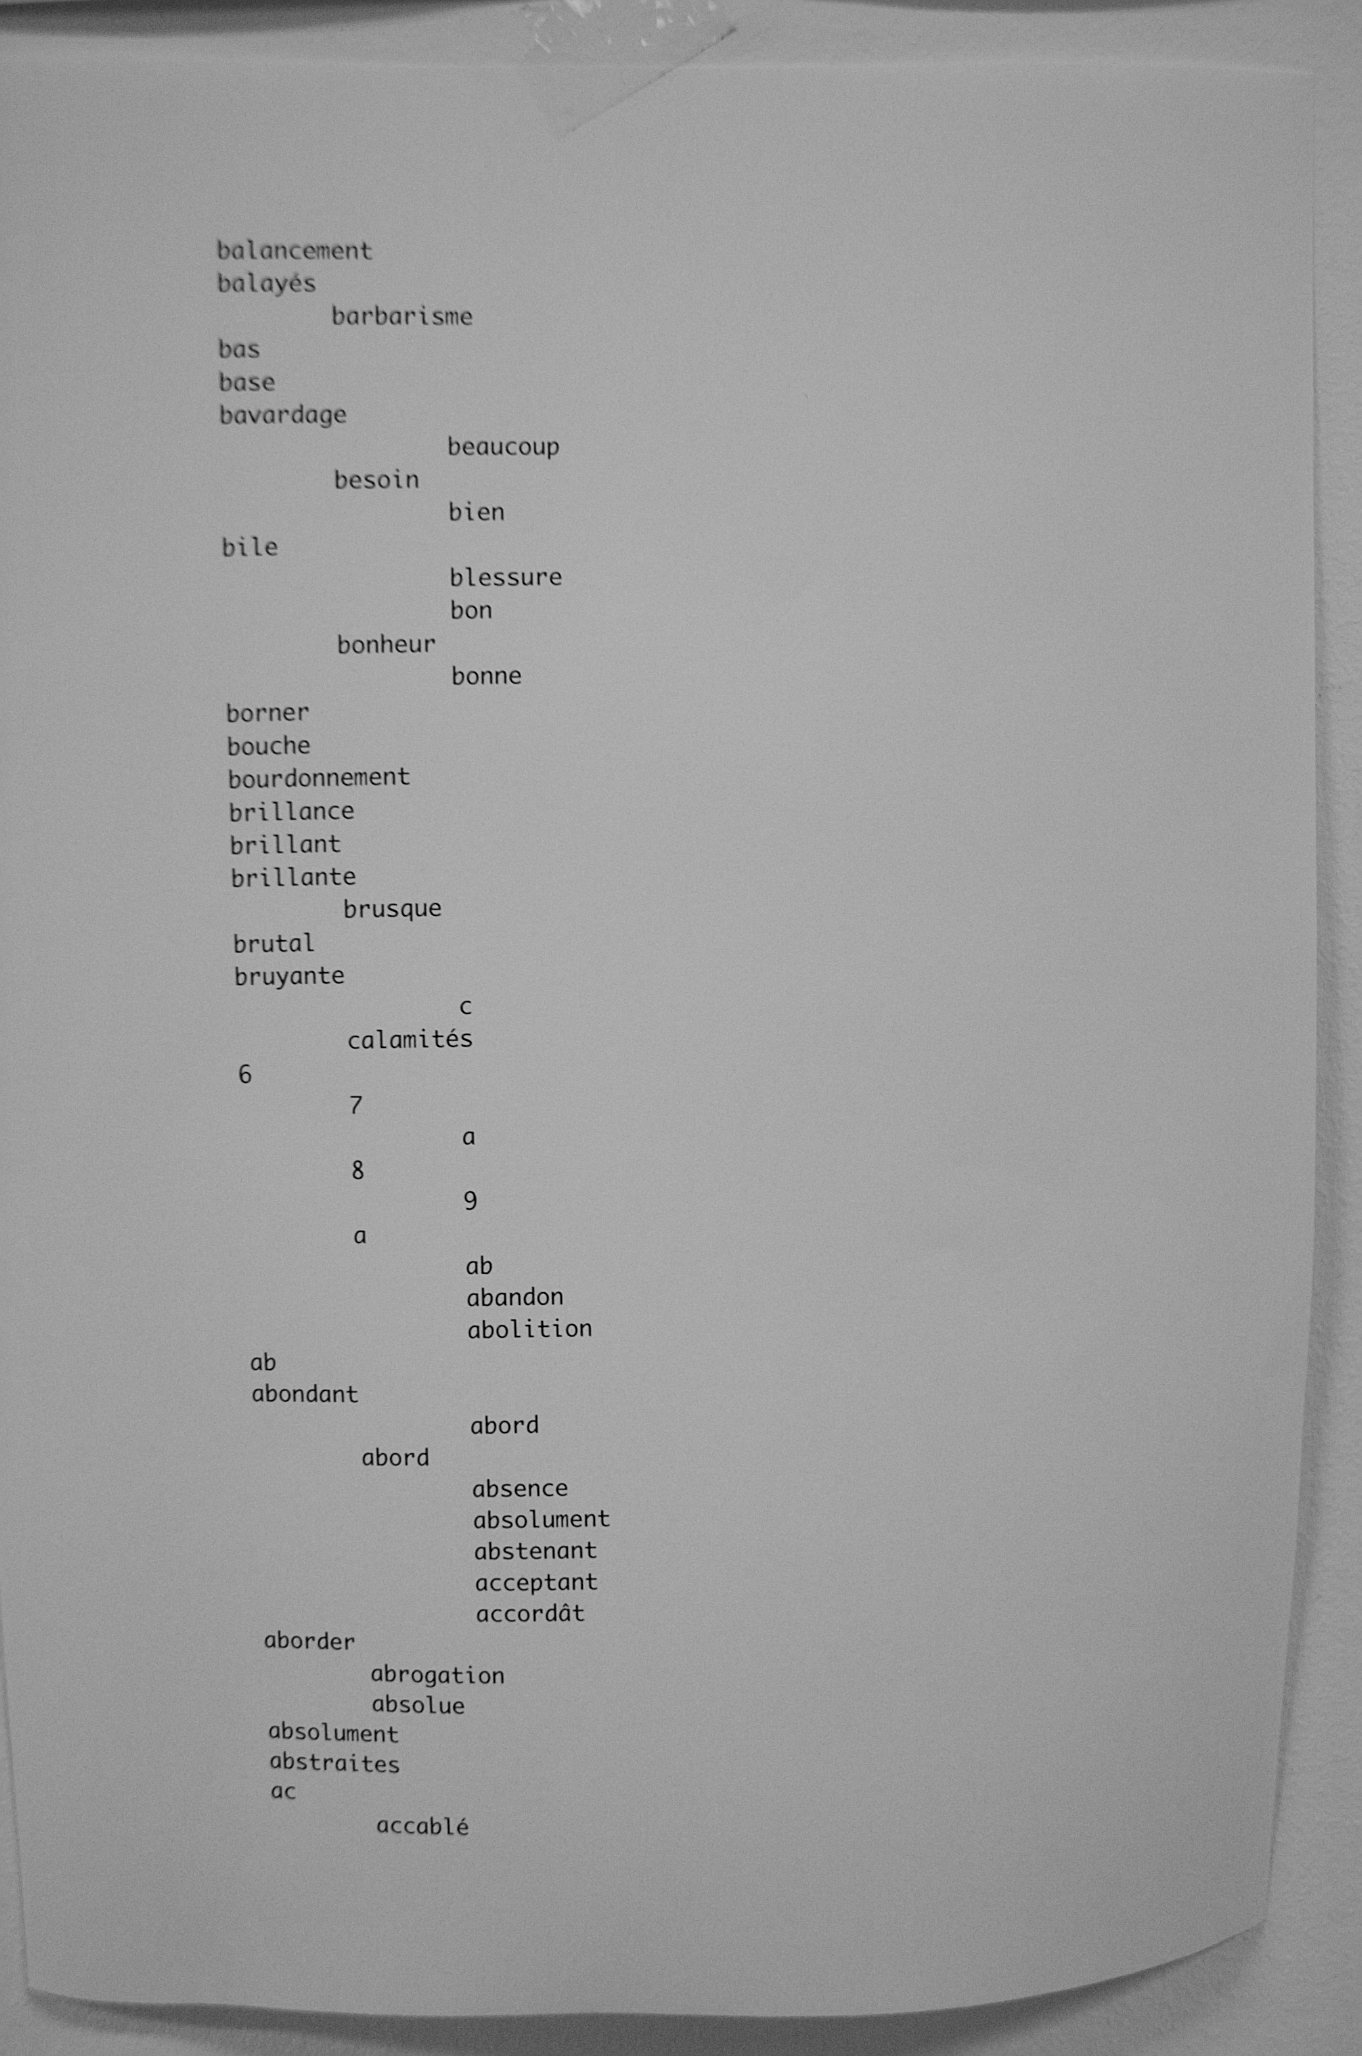 balancement
balayés
barbarisme
bas
base
bavardage
beaucoup
besoin
bien
bile
blessure
bon
bonheur
bonne
borner
bouche
bourdonnement
brillance
brillant
brillante
brusque
brutal
bruyante
c
calamités
6
7
a
8
9
a
ab
abandon
abolition
ab
abondant
abord
abord
absence
absolument
abstenant
acceptant
accordât
aborder
abrogation
absolue
absolument
abstraites
ac
accablé